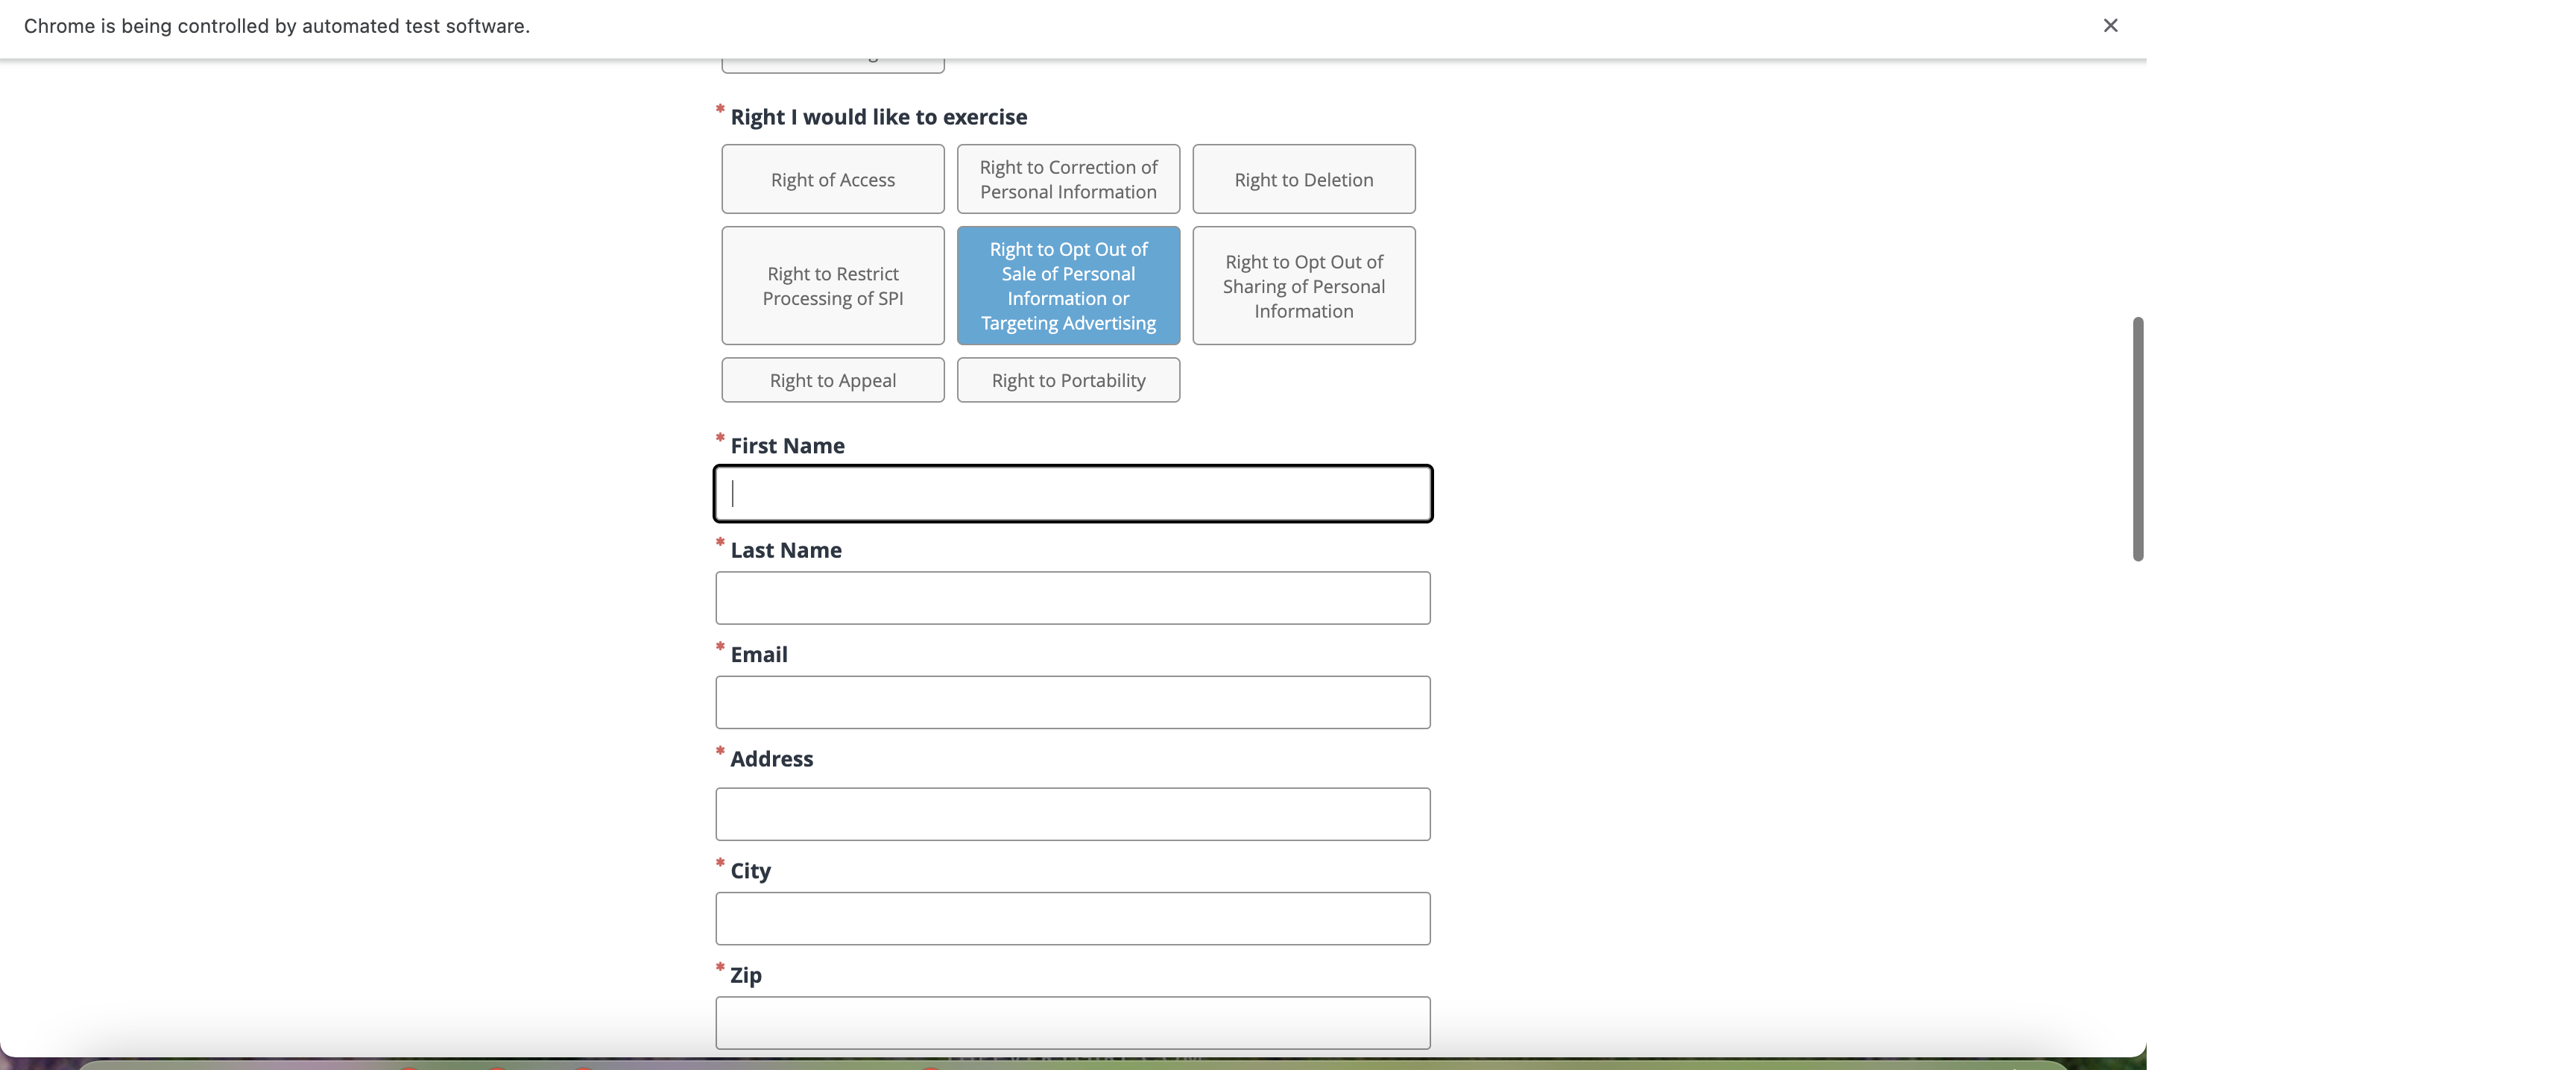 Chrome is being controlled by automated test software.
* Right I would like to exercise
Right of Access
Right to Correction of
Personal Information
Right to Deletion
Right to Restrict
Processing of SPI
Right to Opt Out of
Sale of Personal
Information or
Targeting Advertising
Right to Opt Out of
Sharing of Personal
Information
Right to Appeal
Right to Portability
* First Name
* Last Name
* Email
* Address
* City
* Zip